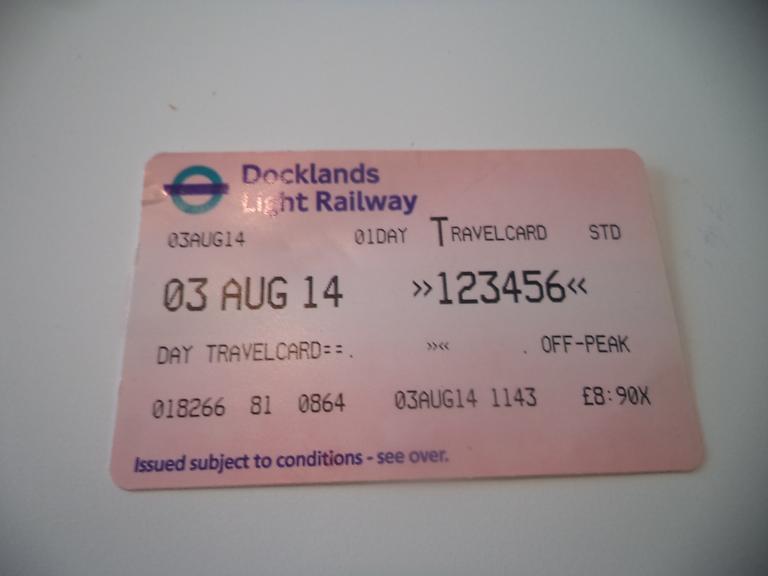 Docklands
Light Railway
03AUG14 01DAY TRAVELCARD STD
03 AUG 14 »123456«
DAY TRAVELCARD==. »« . OFF-PEAK
018266 81 0864 03AUG14 1143 £8:90X
Issued subject to conditions - see over.